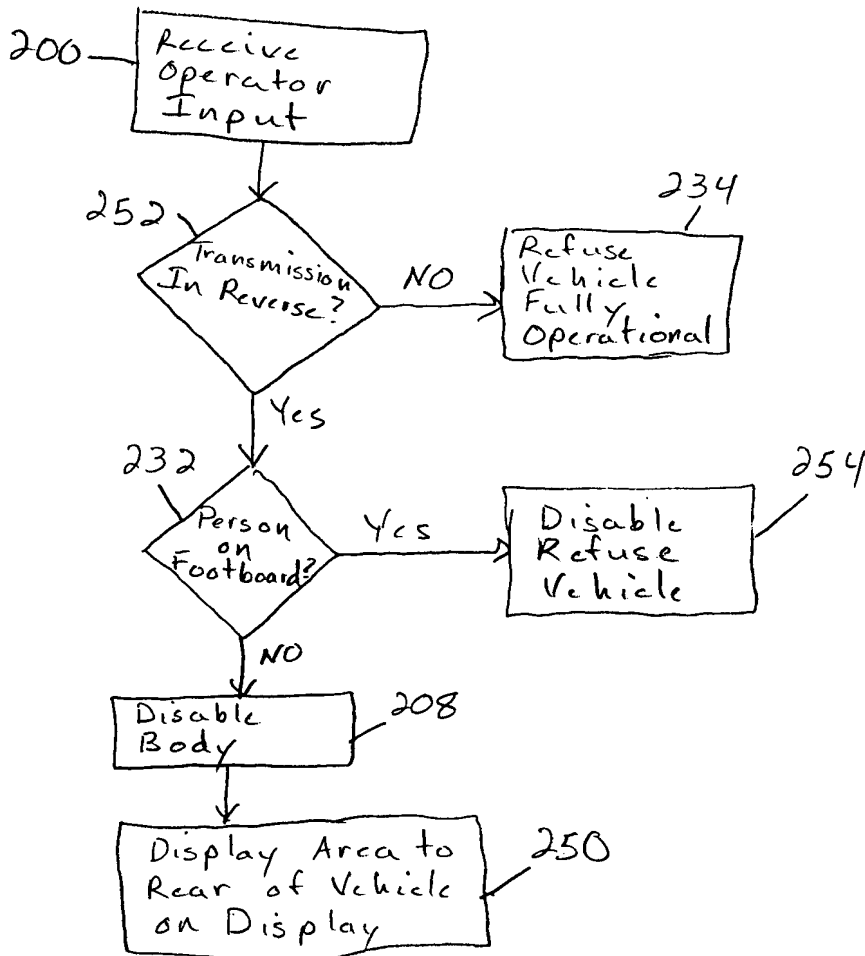 200
Receive
Operator
Input
252
Transmission
In Reverse?
NO
234
Refuse
Vehicle
Fully
Operational
Yes
232
Person
on
Footboard?
Yes
254
Disable
Refuse
Vehicle
NO
Disable
Body
208
Display Area to
Rear of Vehicle
on Display
250